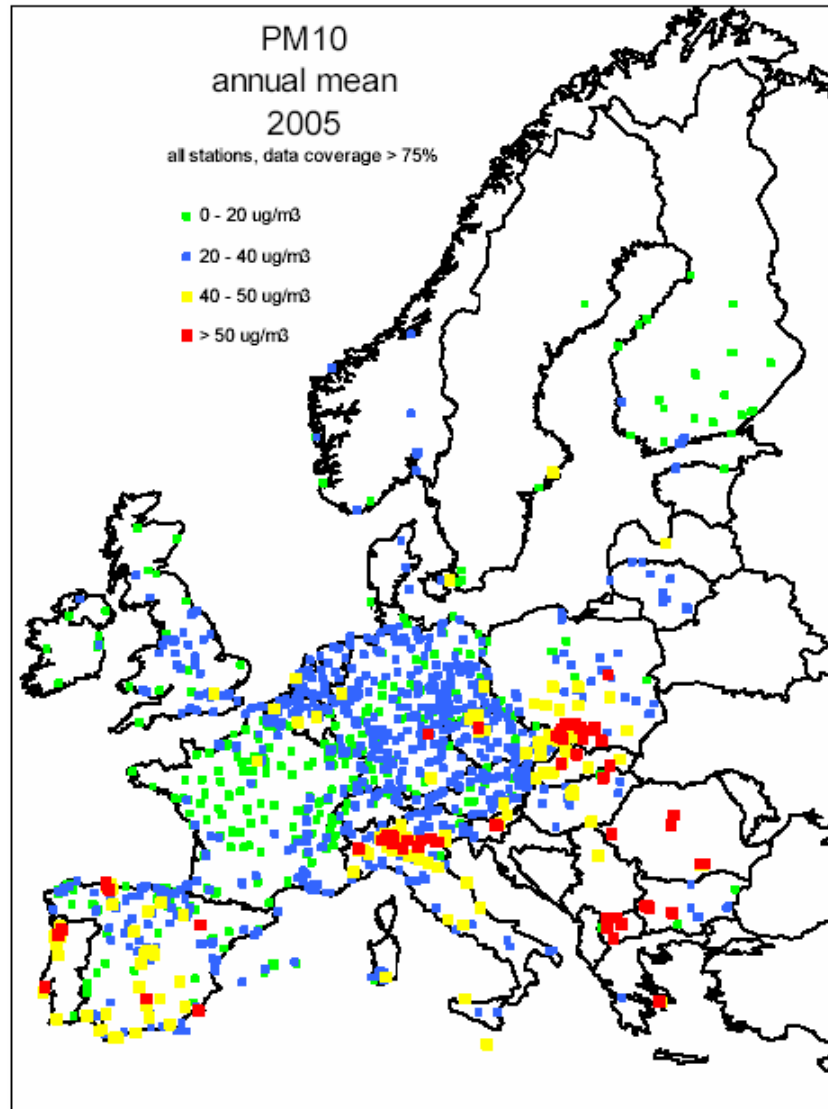 PM10
annual mean
2005
all stations, data coverage > 75%
0 - 20 ug/m3
20 - 40 ug/m3
40 - 50 ug/m3
> 50 ug/m3